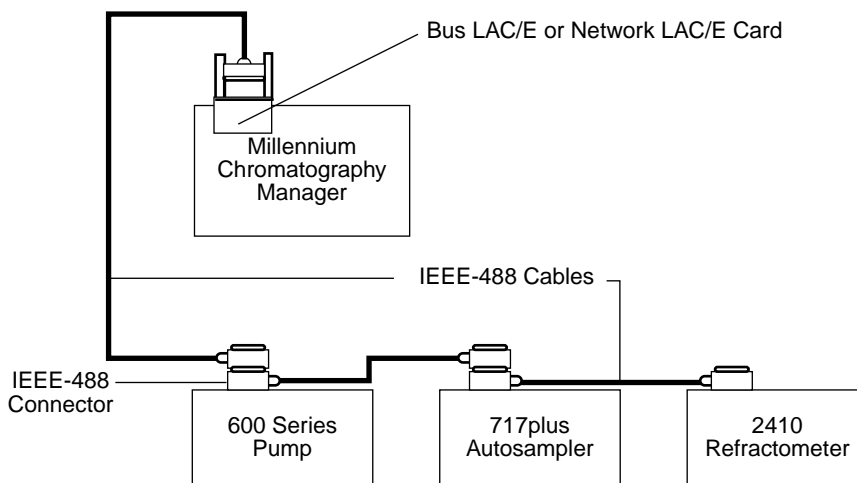 Bus LAC/E or Network LAC/E Card
Millennium
Chromatography
Manager
IEEE-488 Cables
IEEE-488
Connector
600 Series
Pump
717plus
Autosampler
2410
Refractometer